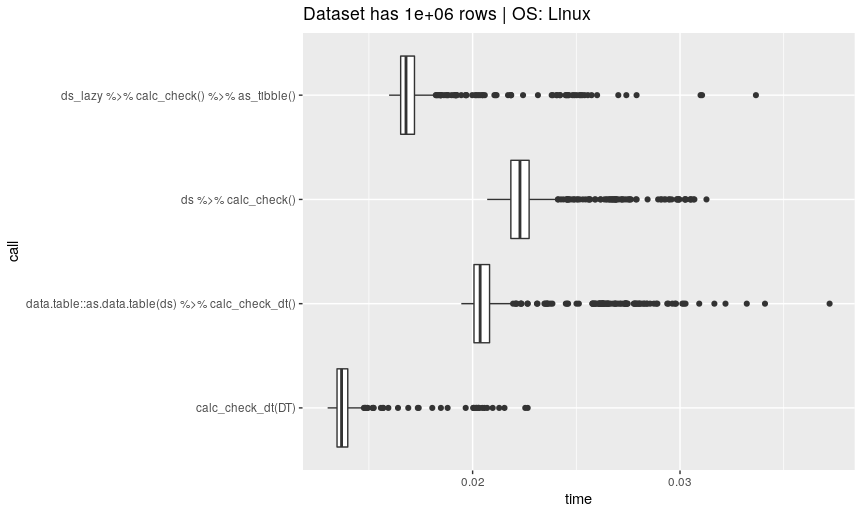 Dataset has 1e+06 rows | OS: Linux
ds_lazy %>% calc_check() %>% as_tibble()
ds %>% calc_check()
data.table::as.data.table(ds) %>% calc_check_dt()
calc_check_dt(DT)
call
0.02
0.03
time